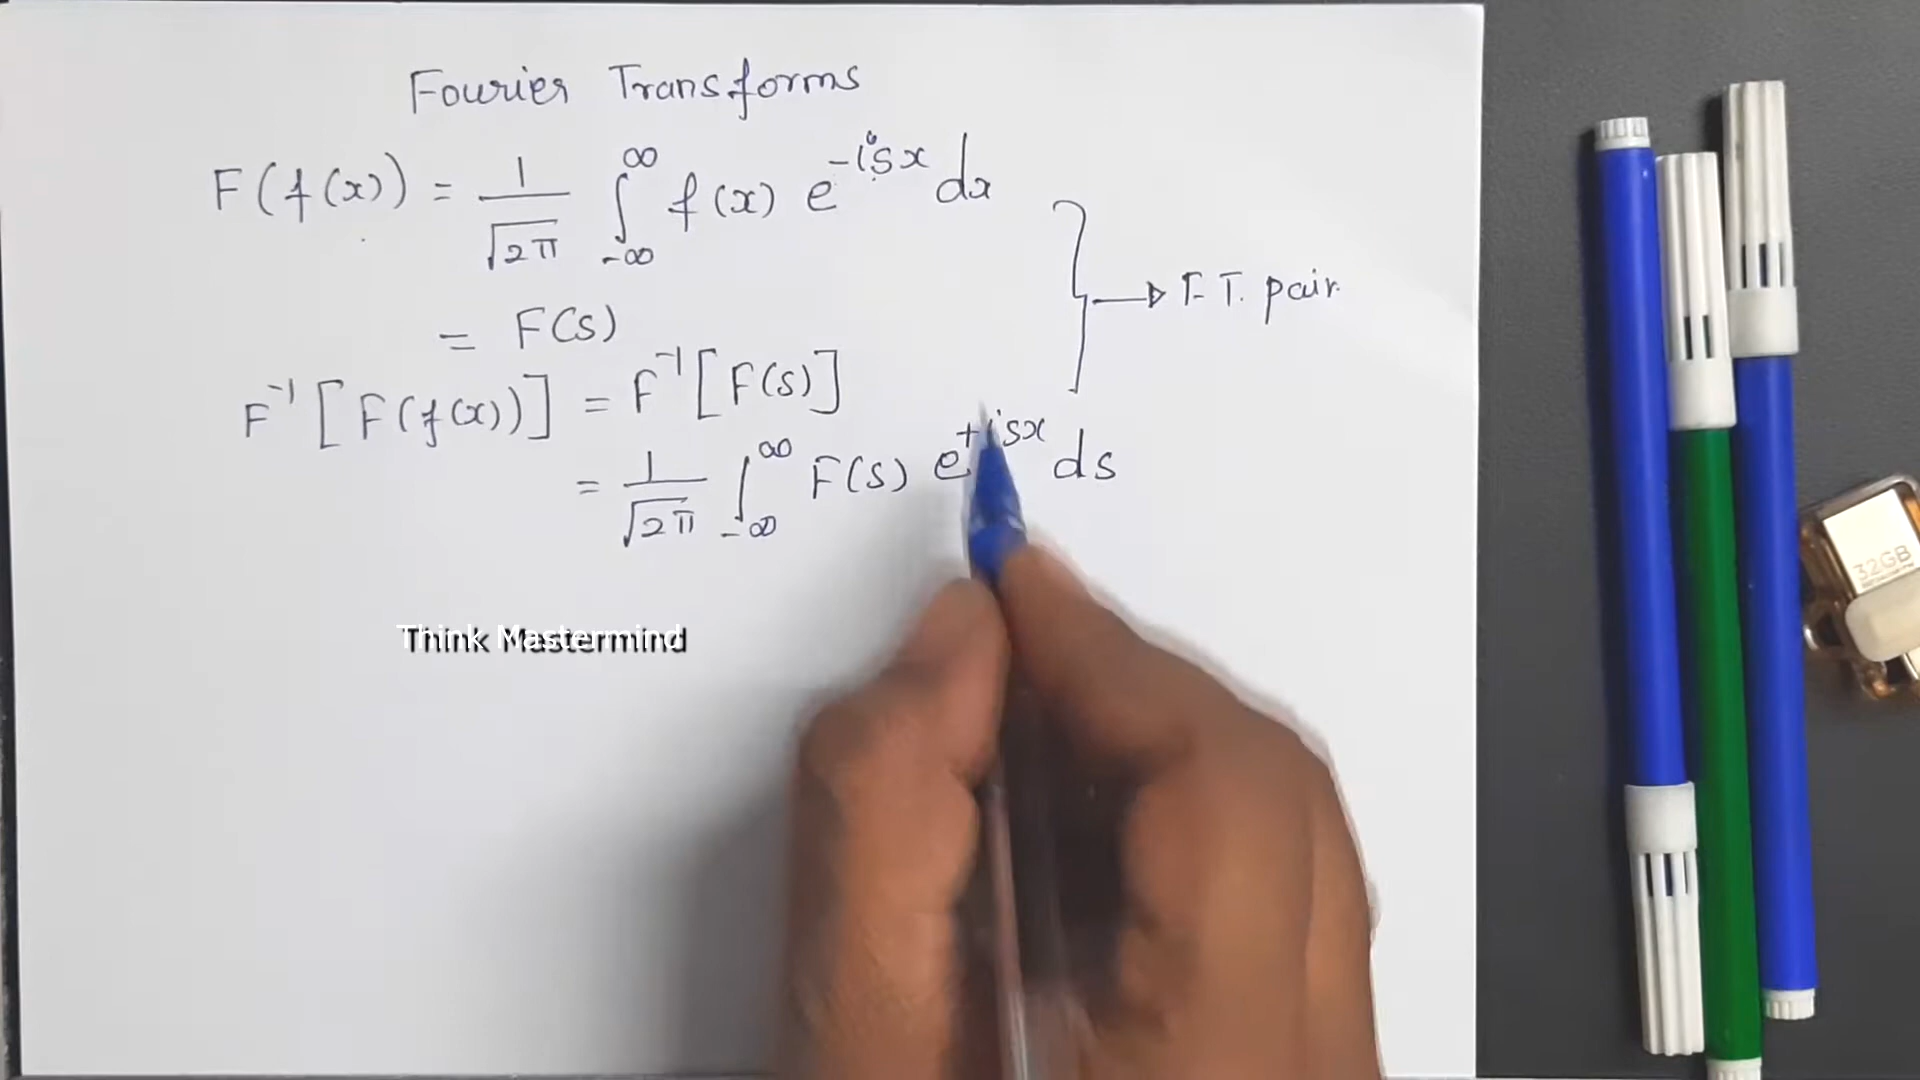 Fourier Transforms
F(f(x)) = 1/√2π ∫_-∞^∞ f(x) e^-isx dx
= F(s)
} → F.T. pair.
F^-1 [F(f(x))] = F^-1 [F(s)]
= 1/√2π ∫_-∞^∞ F(s) e^+isx ds
Think Mastermind
32GB